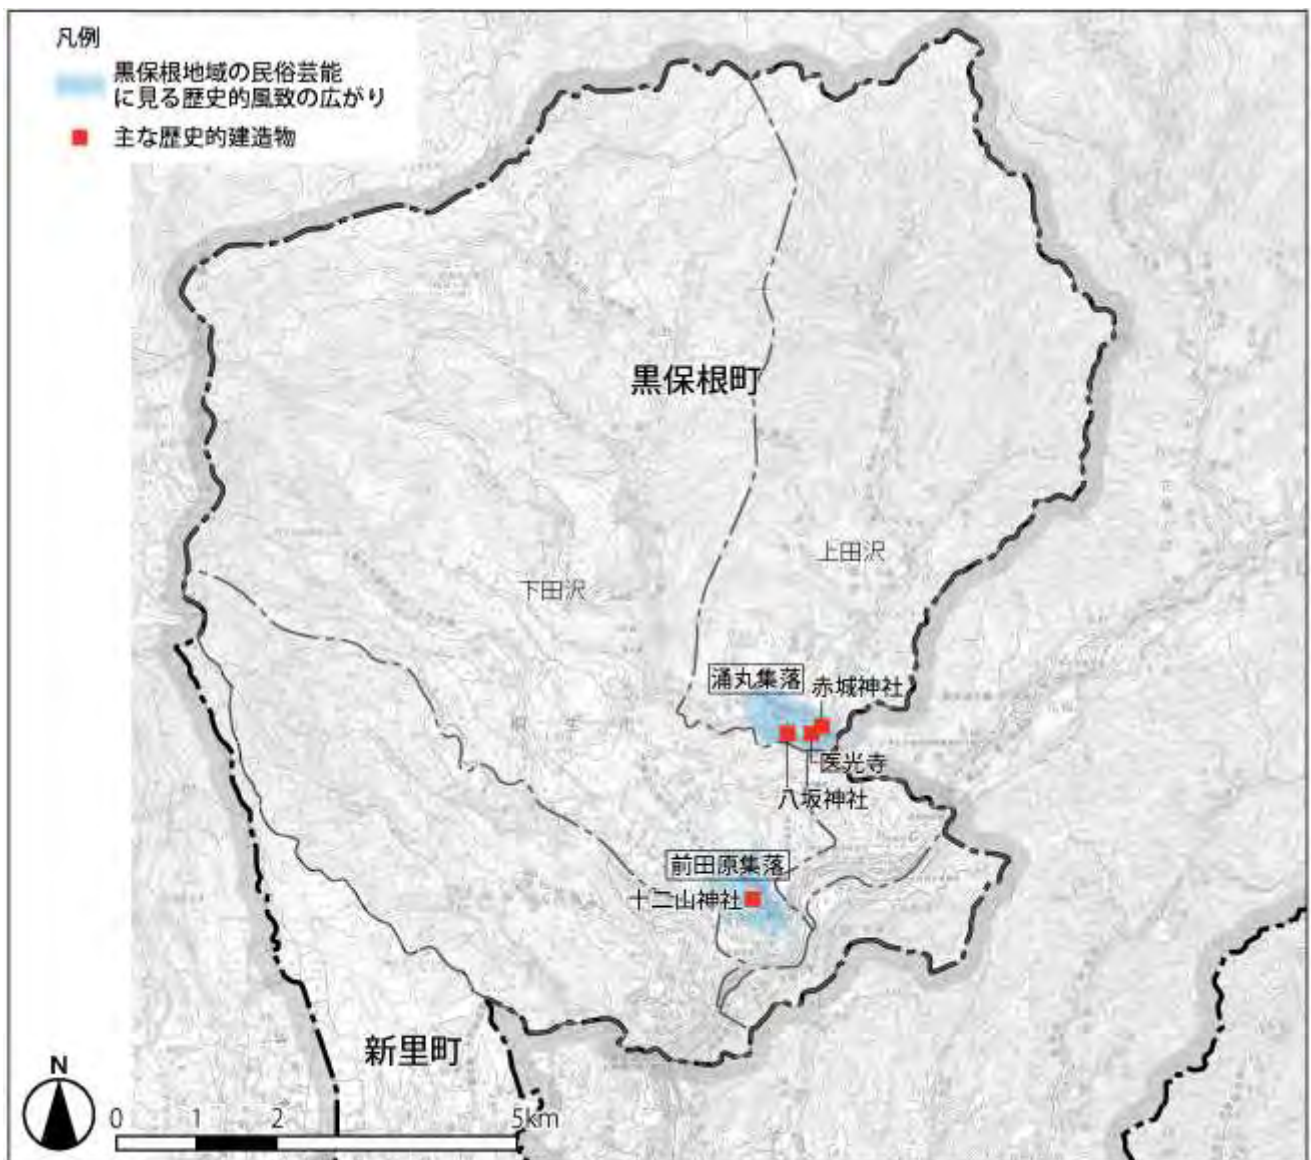 凡例
黒保根地域の民俗芸能
に見る歴史的風致の広がり
主な歴史的建造物
黒保根町
上田沢
下田沢
涌丸集落
赤城神社
医光寺
八坂神社
前田原集落
十二山神社
新里町
N
0 1 2 5km